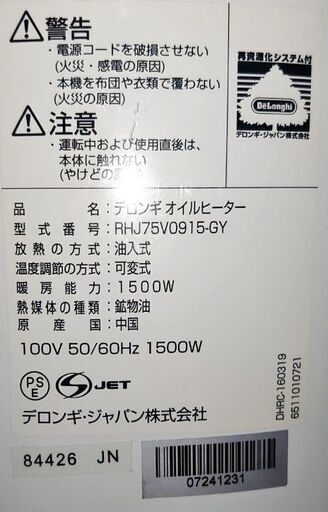 警告
・電源コードを破損させない
(火災・感電の原因)
・本機を布団や衣類で覆わない
(火災の原因)
注意
・運転中および使用直後は、
本体に触れない
(やけどの原因)
再資源化システム付
DeLonghi
デロンギ・ジャパン株式会社
品名:デロンギ オイルヒーター
型式番号:RHJ75V0915-GY
放熱の方式:油入式
温度調節の方式:可変式
暖房能力:1500W
熱媒体の種類:鉱物油
原産国:中国
100V 50/60Hz 1500W
PS
E
JET
デロンギ・ジャパン株式会社
DHRC-160319
6511010721
84426 JN
07241231